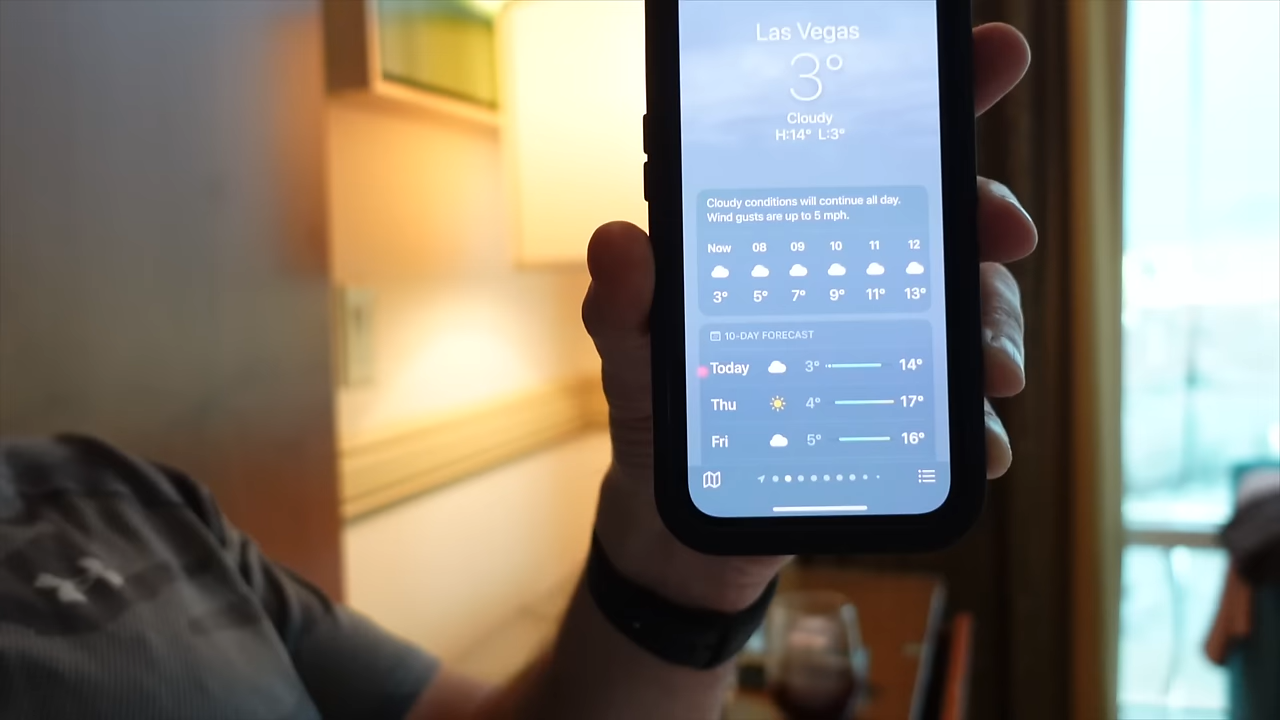 Las Vegas
3°
Cloudy
H:14° L:3°
Cloudy conditions will continue all day.
Wind gusts are up to 5 mph.
Now 08 09 10 11 12
3° 5° 7° 9° 11° 13°
10-DAY FORECAST
Today 3° 14°
Thu 4° 17°
Fri 5° 16°